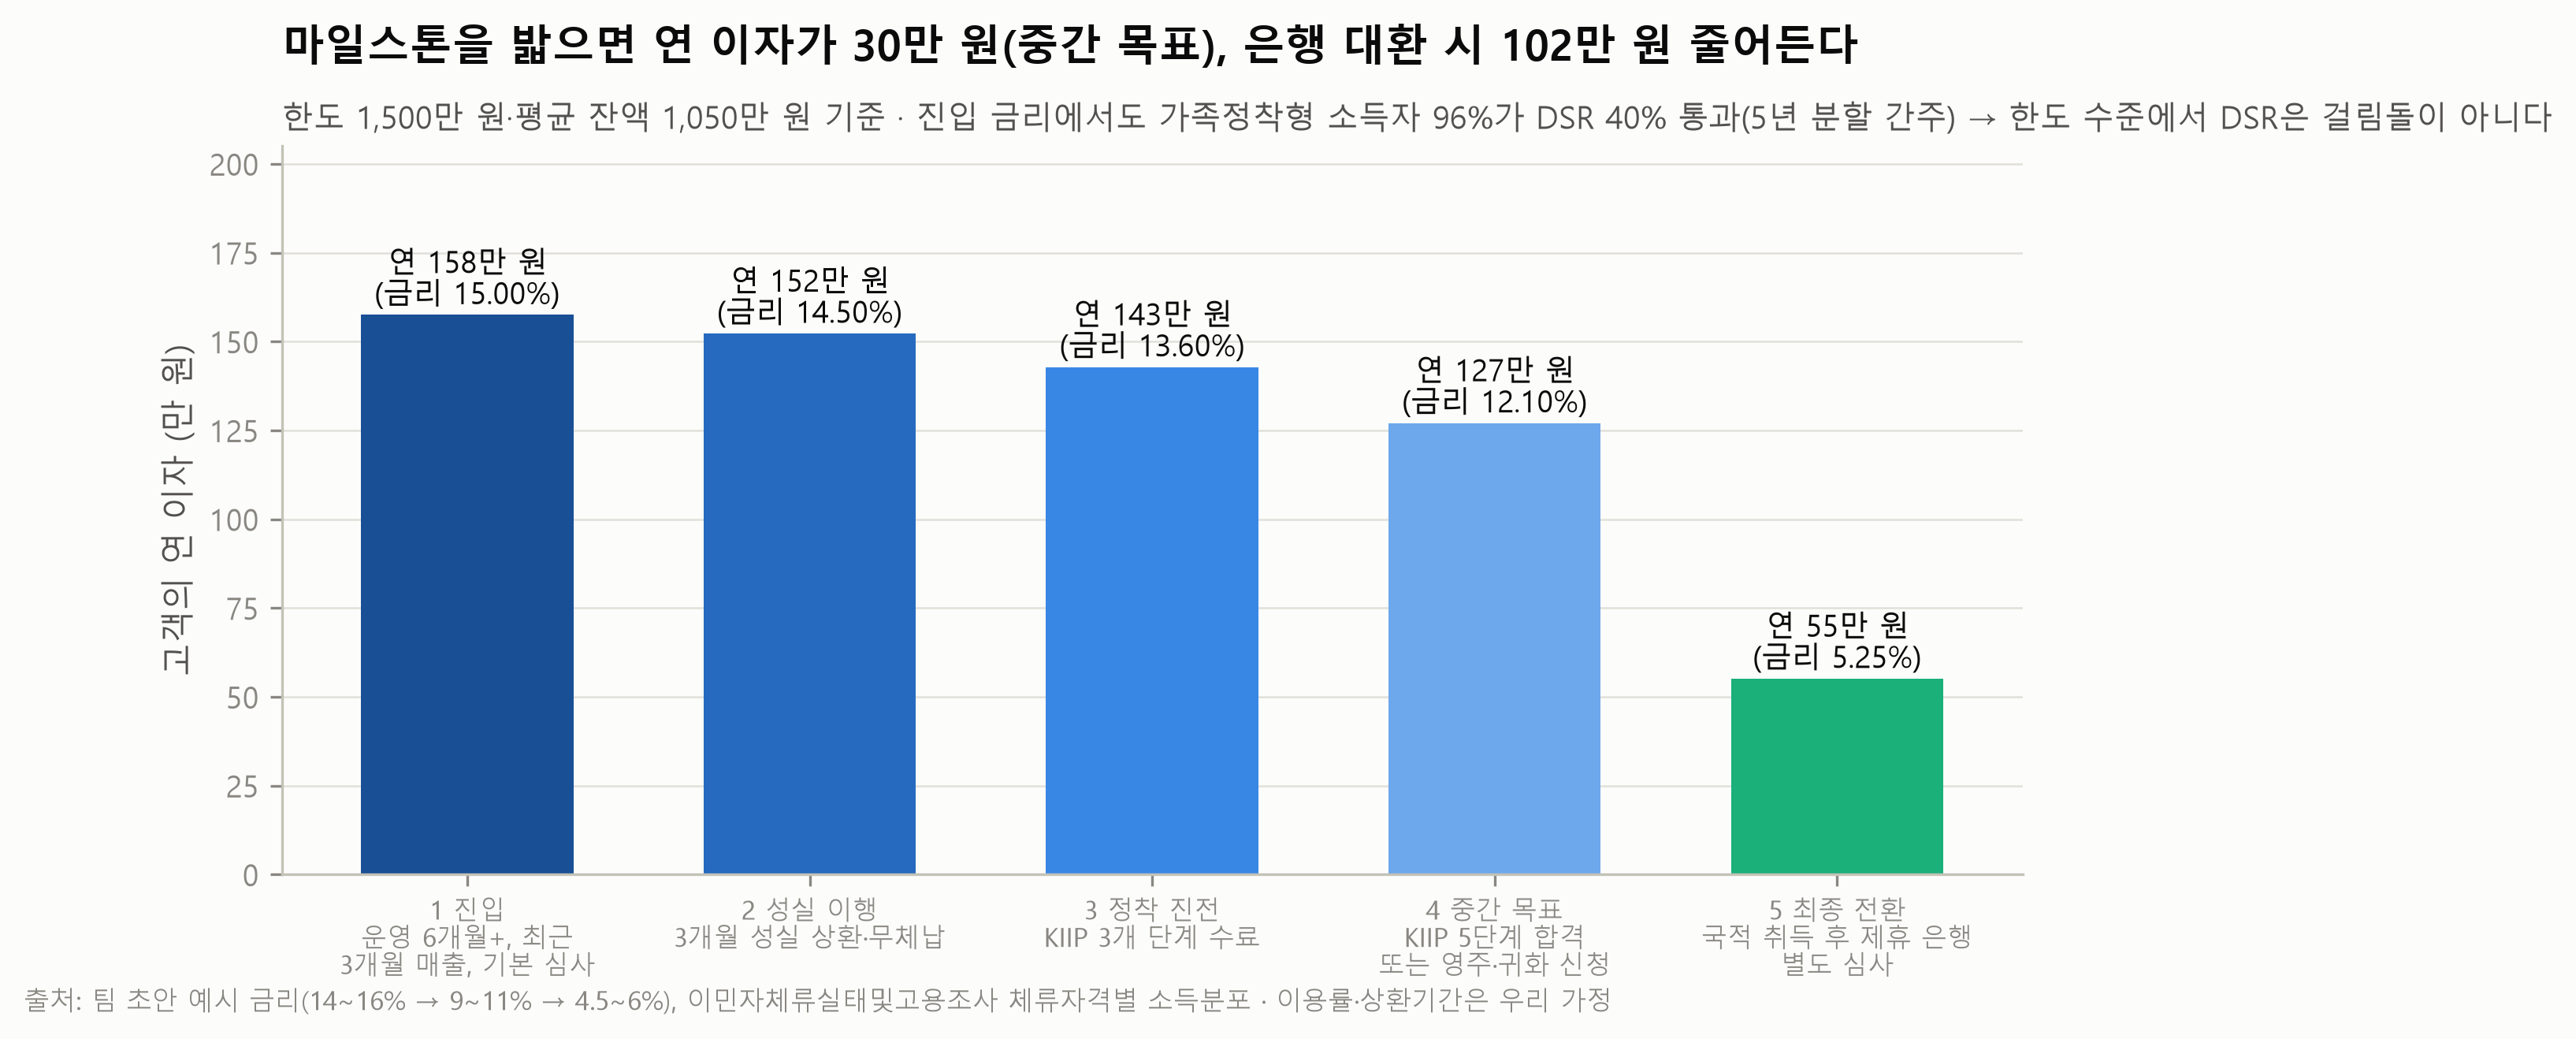 마일스톤을 밟으면 연 이자가 30만 원(중간 목표), 은행 대환 시 102만 원 줄어든다
한도 1,500만 원·평균 잔액 1,050만 원 기준 · 진입 금리에서도 가족정착형 소득자 96%가 DSR 40% 통과(5년 분할 간주) → 한도 수준에서 DSR은 걸림돌이 아니다
고객의 연 이자 (만 원)
200
175
150
125
100
75
50
25
0
연 158만 원
(금리 15.00%)
연 152만 원
(금리 14.50%)
연 143만 원
(금리 13.60%)
연 127만 원
(금리 12.10%)
연 55만 원
(금리 5.25%)
1 진입
운영 6개월+, 최근
3개월 매출, 기본 심사
2 성실 이행
3개월 성실 상환·무체납
3 정착 진전
KIIP 3개 단계 수료
4 중간 목표
KIIP 5단계 합격
또는 영주·귀화 신청
5 최종 전환
국적 취득 후 제휴 은행
별도 심사
출처: 팀 초안 예시 금리(14~16% → 9~11% → 4.5~6%), 이민자체류실태및고용조사 체류자격별 소득분포 · 이용률·상환기간은 우리 가정